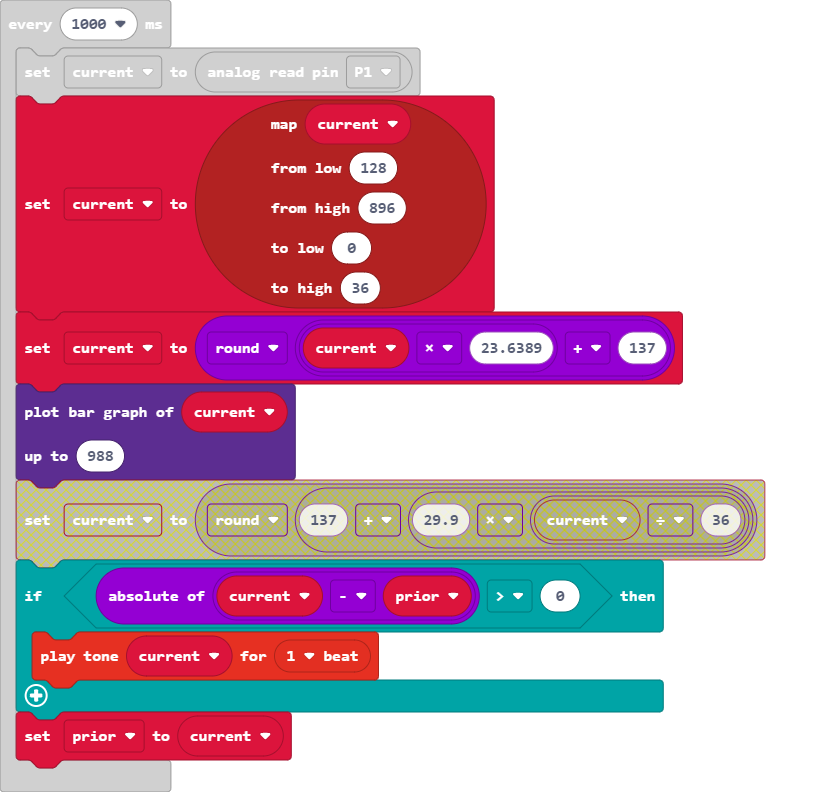 every 1000 ms
set current to analog read pin P1
map current
from low 128
set current to from high 896
to low 0
to high 36
set current to round current × 23.6389 + 137
plot bar graph of current
up to 988
set current to round 137 + 29.9 × current ÷ 36
if absolute of current - prior > 0 then
play tone current for 1 beat
set prior to current